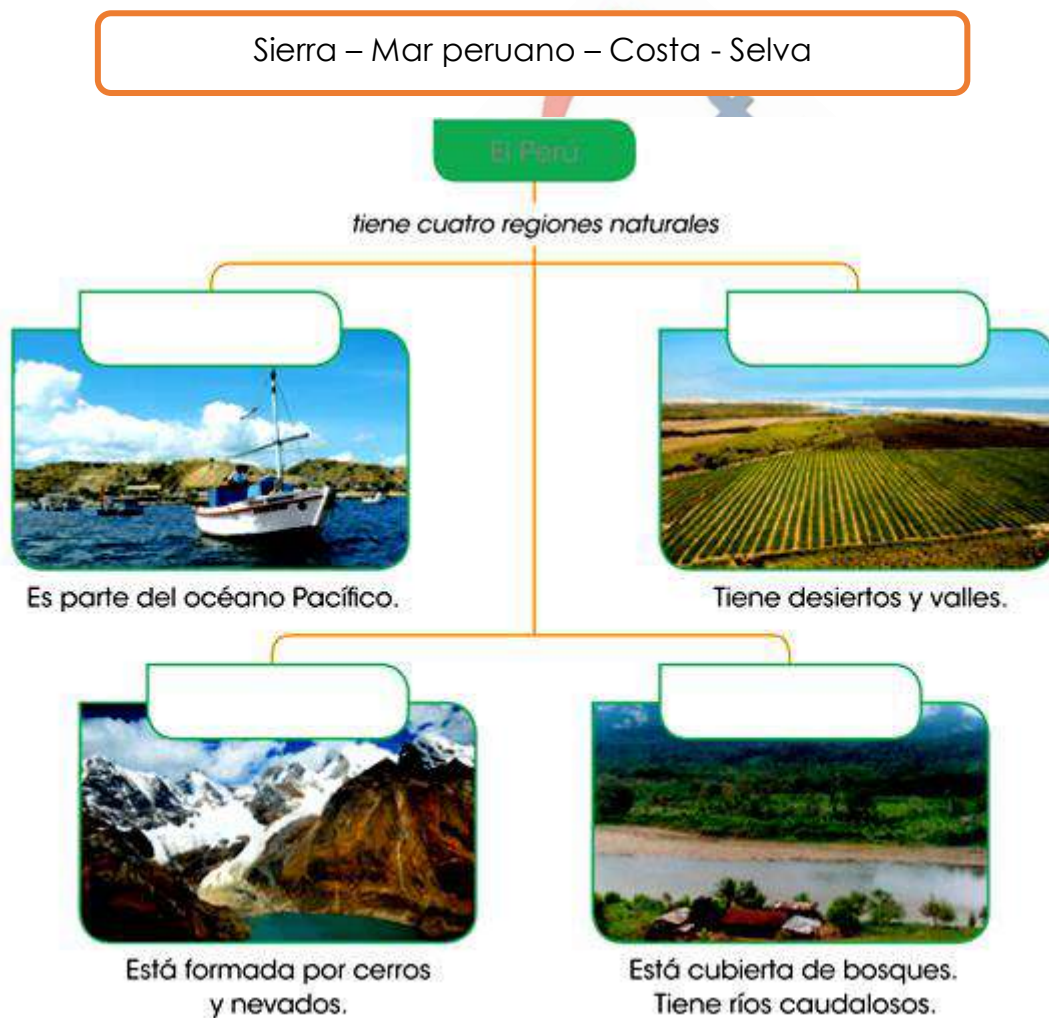 Sierra – Mar peruano – Costa - Selva
El Perú
tiene cuatro regiones naturales
Es parte del océano Pacífico.
Tiene desiertos y valles.
Está formada por cerros
y nevados.
Está cubierta de bosques.
Tiene ríos caudalosos.